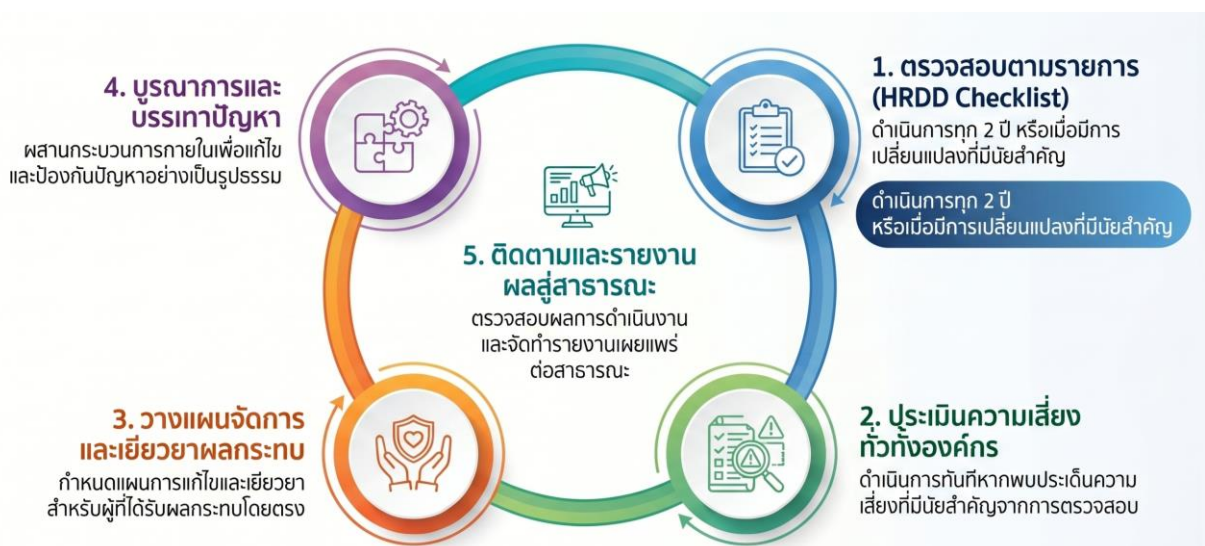 1. ตรวจสอบตามรายการ
(HRDD Checklist)
ดำเนินการทุก 2 ปี หรือเมื่อมีการ
เปลี่ยนแปลงที่มีนัยสำคัญ
ดำเนินการทุก 2 ปี
หรือเมื่อมีการเปลี่ยนแปลงที่มีนัยสำคัญ
2. ประเมินความเสี่ยง
ทั่วทั้งองค์กร
ดำเนินการทันทีหากพบประเด็นความ
เสี่ยงที่มีนัยสำคัญจากการตรวจสอบ
3. วางแผนจัดการ
และเยียวยาผลกระทบ
กำหนดแผนการแก้ไขและเยียวยา
สำหรับผู้ที่ได้รับผลกระทบโดยตรง
4. บูรณาการและ
บรรเทาปัญหา
ผสานกระบวนการภายในเพื่อแก้ไข
และป้องกันปัญหาอย่างเป็นรูปธรรม
5. ติดตามและรายงาน
ผลสู่สาธารณะ
ตรวจสอบผลการดำเนินงาน
และจัดทำรายงานเผยแพร่
ต่อสาธารณะ